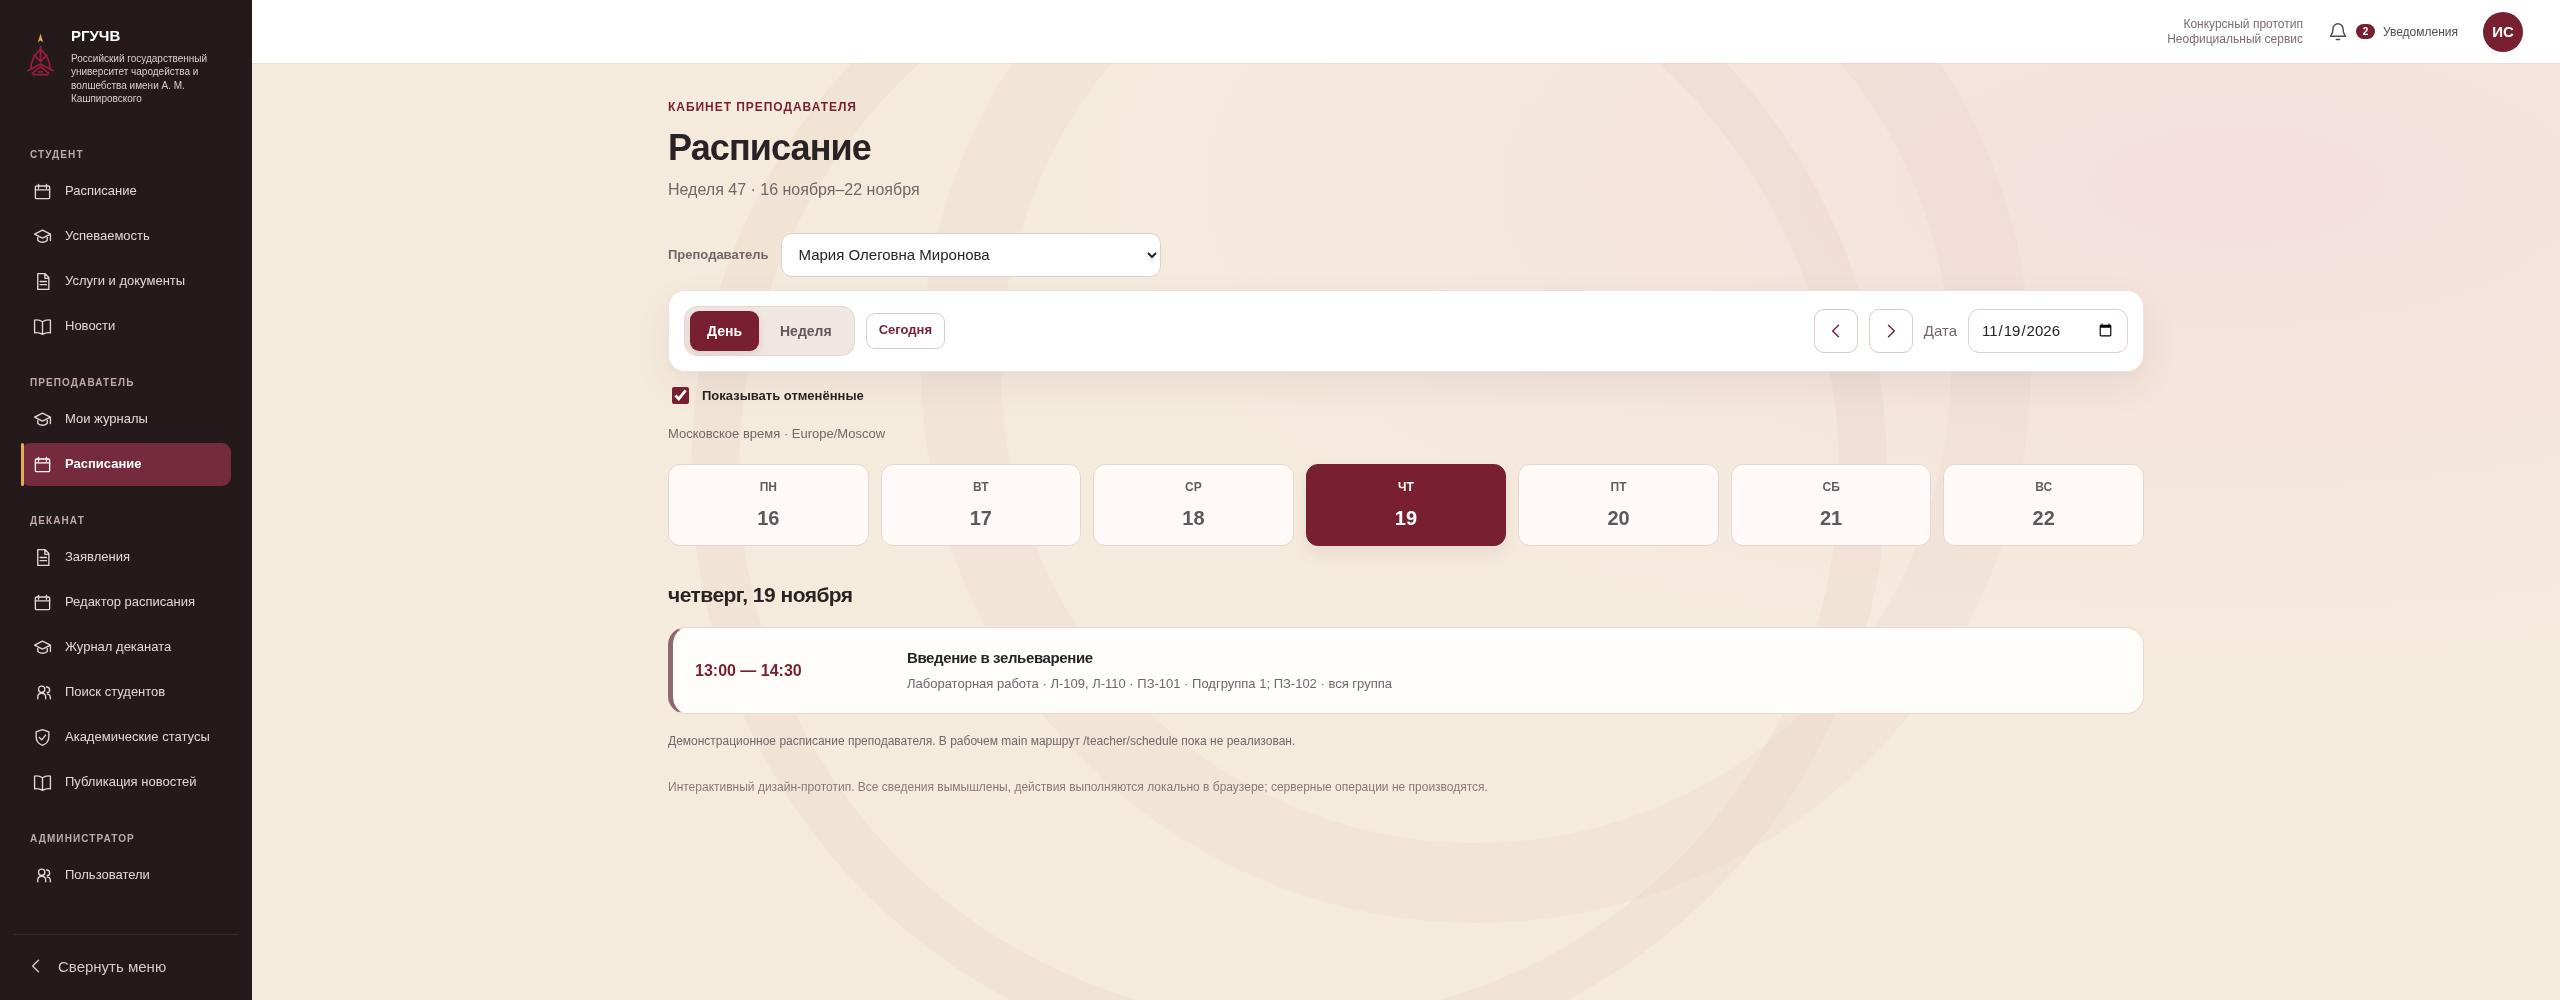 РГУЧВ
Российский государственный
университет чародейства и
волшебства имени А. М.
Кашпировского
СТУДЕНТ
Расписание
Успеваемость
Услуги и документы
Новости
ПРЕПОДАВАТЕЛЬ
Мои журналы
Расписание
ДЕКАНАТ
Заявления
Редактор расписания
Журнал деканата
Поиск студентов
Академические статусы
Публикация новостей
АДМИНИСТРАТОР
Пользователи
Свернуть меню
Конкурсный прототип
Неофициальный сервис
2 Уведомления
ИС
КАБИНЕТ ПРЕПОДАВАТЕЛЯ
Расписание
Неделя 47 · 16 ноября–22 ноября
Преподаватель Мария Олеговна Миронова
День Неделя Сегодня Дата 11/19/2026
Показывать отменённые
Московское время · Europe/Moscow
ПН ВТ СР ЧТ ПТ СБ ВС
16 17 18 19 20 21 22
четверг, 19 ноября
13:00 — 14:30
Введение в зельеварение
Лабораторная работа · Л-109, Л-110 · ПЗ-101 · Подгруппа 1; ПЗ-102 · вся группа
Демонстрационное расписание преподавателя. В рабочем main маршрут /teacher/schedule пока не реализован.
Интерактивный дизайн-прототип. Все сведения вымышлены, действия выполняются локально в браузере; серверные операции не производятся.